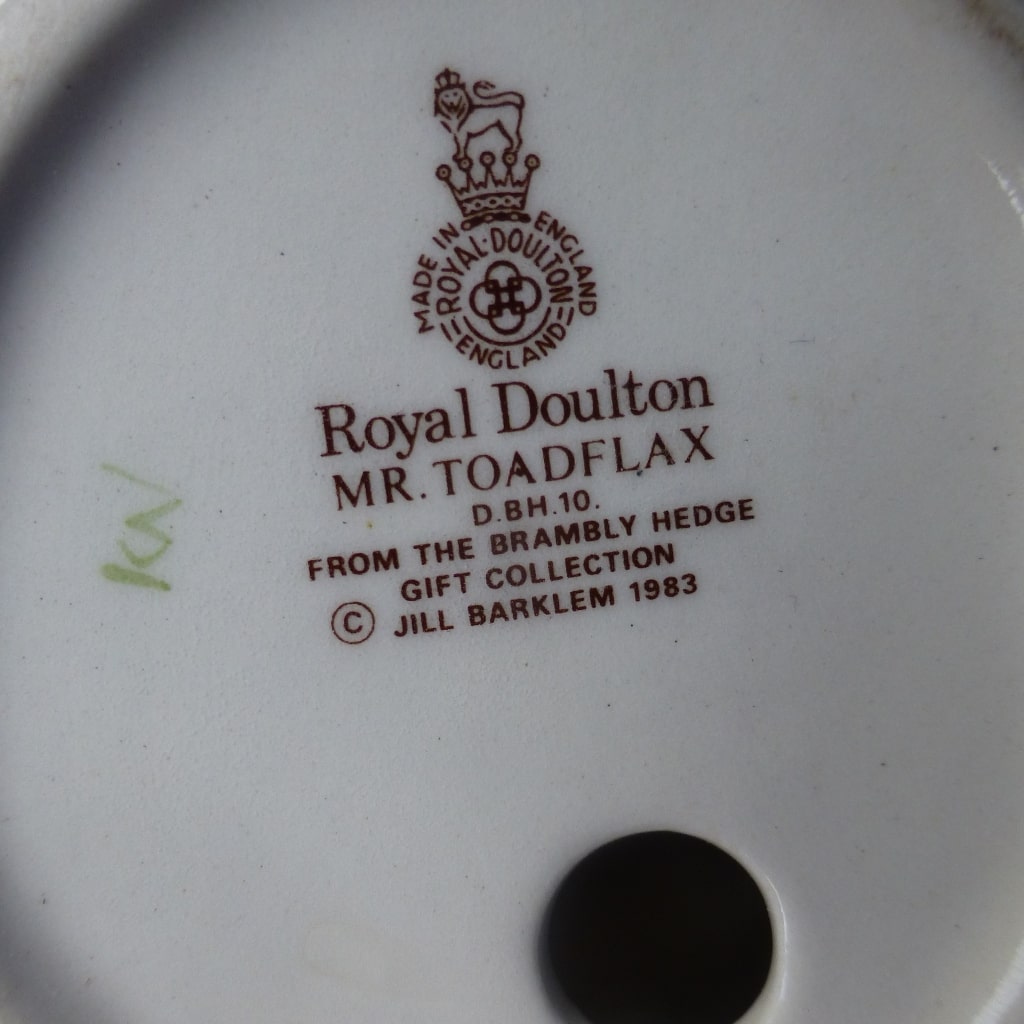 MADE IN ENGLAND
ROYAL·DOULTON
ENGLAND
Royal Doulton
MR. TOADFLAX
D.BH.10.
FROM THE BRAMBLY HEDGE
GIFT COLLECTION
© JILL BARKLEM 1983